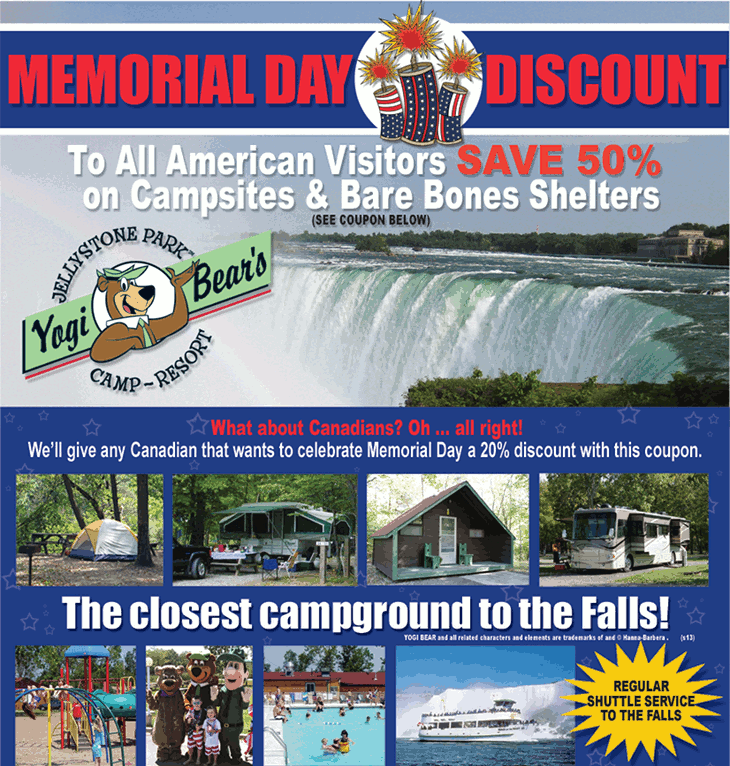 MEMORIAL DAY DISCOUNT
To All American Visitors SAVE 50%
on Campsites & Bare Bones Shelters
(SEE COUPON BELOW)
JELLYSTONE PARK™
Yogi Bear's
CAMP~RESORT
What about Canadians? Oh ... all right!
We'll give any Canadian that wants to celebrate Memorial Day a 20% discount with this coupon.
The closest campground to the Falls!
YOGI BEAR and all related characters and elements are trademarks of and © Hanna-Barbera . (s13)
REGULAR
SHUTTLE SERVICE
TO THE FALLS